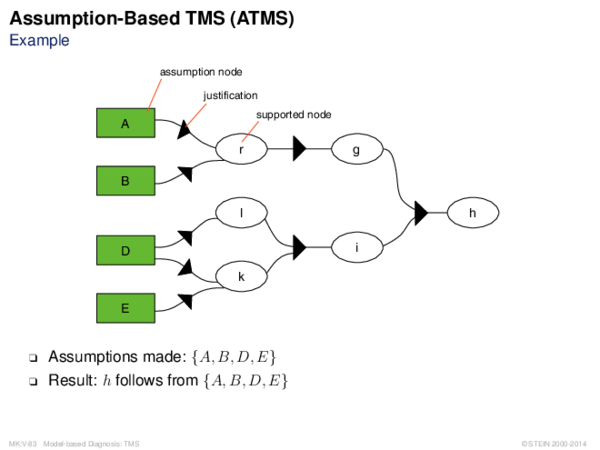 Assumption-Based TMS (ATMS)
Example
assumption node
justification
supported node
A
r
g
B
l
h
D
i
k
E
❑ Assumptions made: {A, B, D, E}
❑ Result: h follows from {A, B, D, E}
MK:V-63 Model-based Diagnosis: TMS
© STEIN 2000-2014